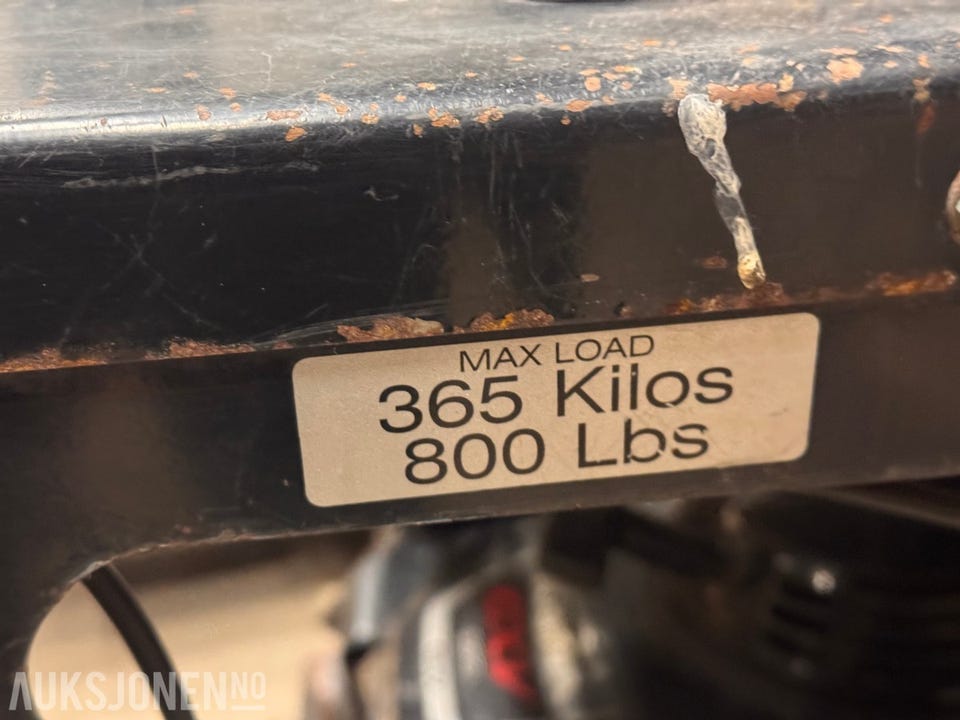 MAX LOAD
365 Kilos
800 Lbs
AUKSJONEN NO